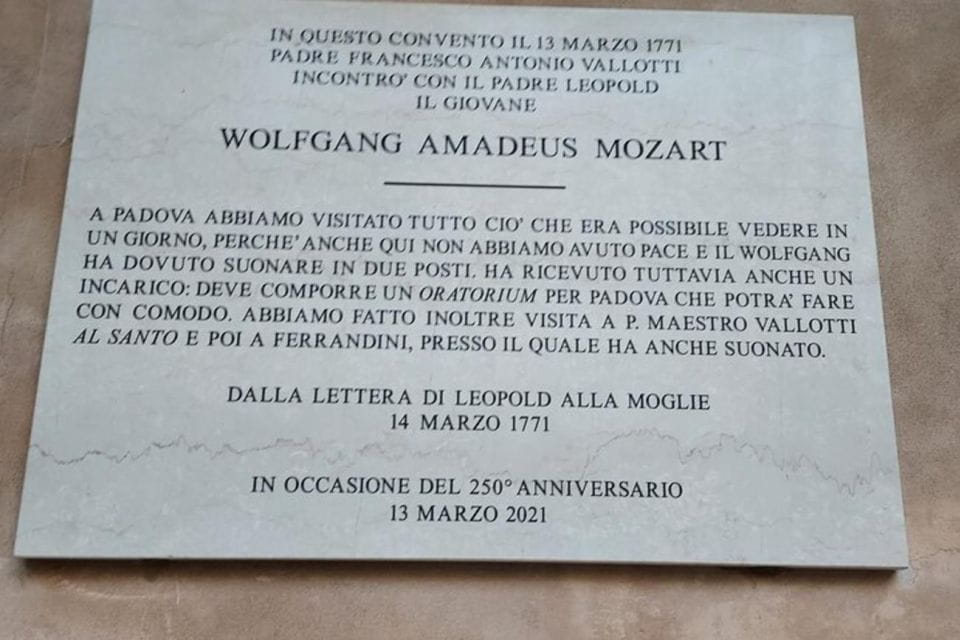 IN QUESTO CONVENTO IL 13 MARZO 1771
PADRE FRANCESCO ANTONIO VALLOTTI
INCONTRO' CON IL PADRE LEOPOLD
IL GIOVANE
WOLFGANG AMADEUS MOZART
A PADOVA ABBIAMO VISITATO TUTTO CIO' CHE ERA POSSIBILE VEDERE IN
UN GIORNO, PERCHE' ANCHE QUI NON ABBIAMO AVUTO PACE E IL WOLFGANG
HA DOVUTO SUONARE IN DUE POSTI. HA RICEVUTO TUTTAVIA ANCHE UN
INCARICO: DEVE COMPORRE UN ORATORIUM PER PADOVA CHE POTRA' FARE
CON COMODO. ABBIAMO FATTO INOLTRE VISITA A P. MAESTRO VALLOTTI
AL SANTO E POI A FERRANDINI, PRESSO IL QUALE HA ANCHE SUONATO.
DALLA LETTERA DI LEOPOLD ALLA MOGLIE
14 MARZO 1771
IN OCCASIONE DEL 250° ANNIVERSARIO
13 MARZO 2021